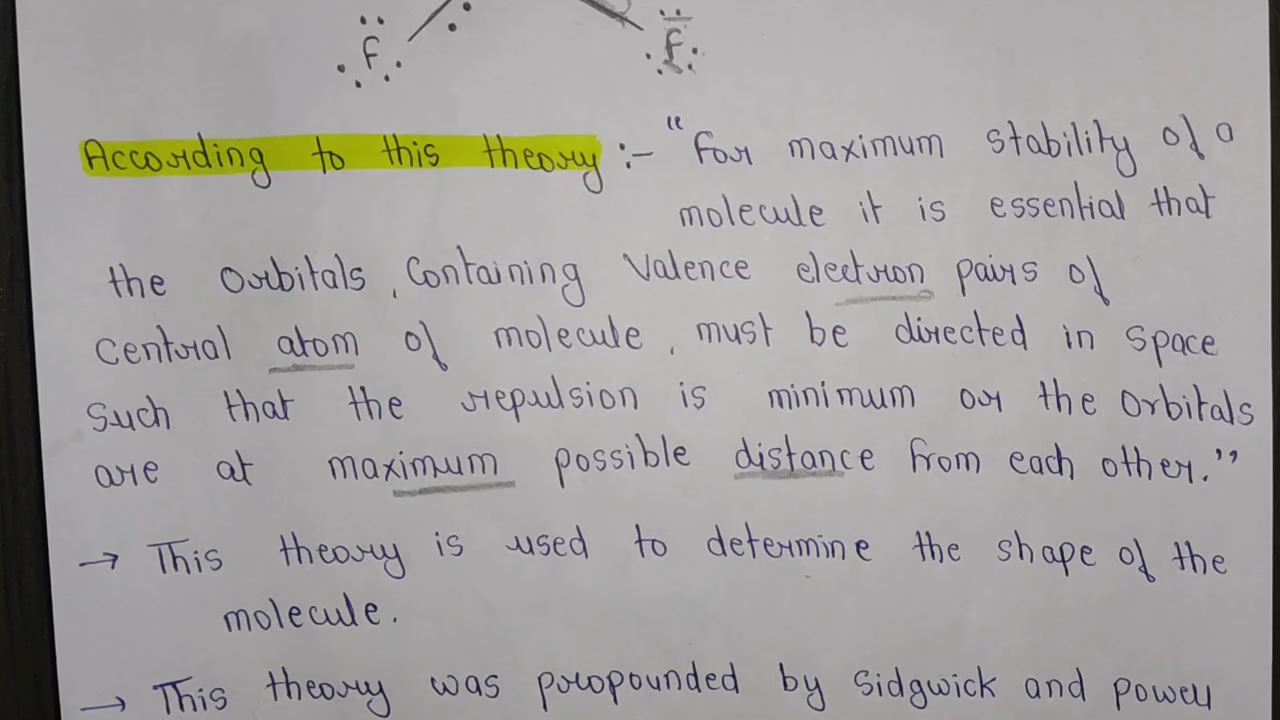 F F
According to this theory :- "For maximum stability of a
molecule it is essential that
the Orbitals, Containing Valence electron pairs of
central atom of molecule, must be directed in space
such that the repulsion is minimum or the orbitals
are at maximum possible distance from each other."
→ This theory is used to determine the shape of the
molecule.
→ This theory was propounded by Sidgwick and powell